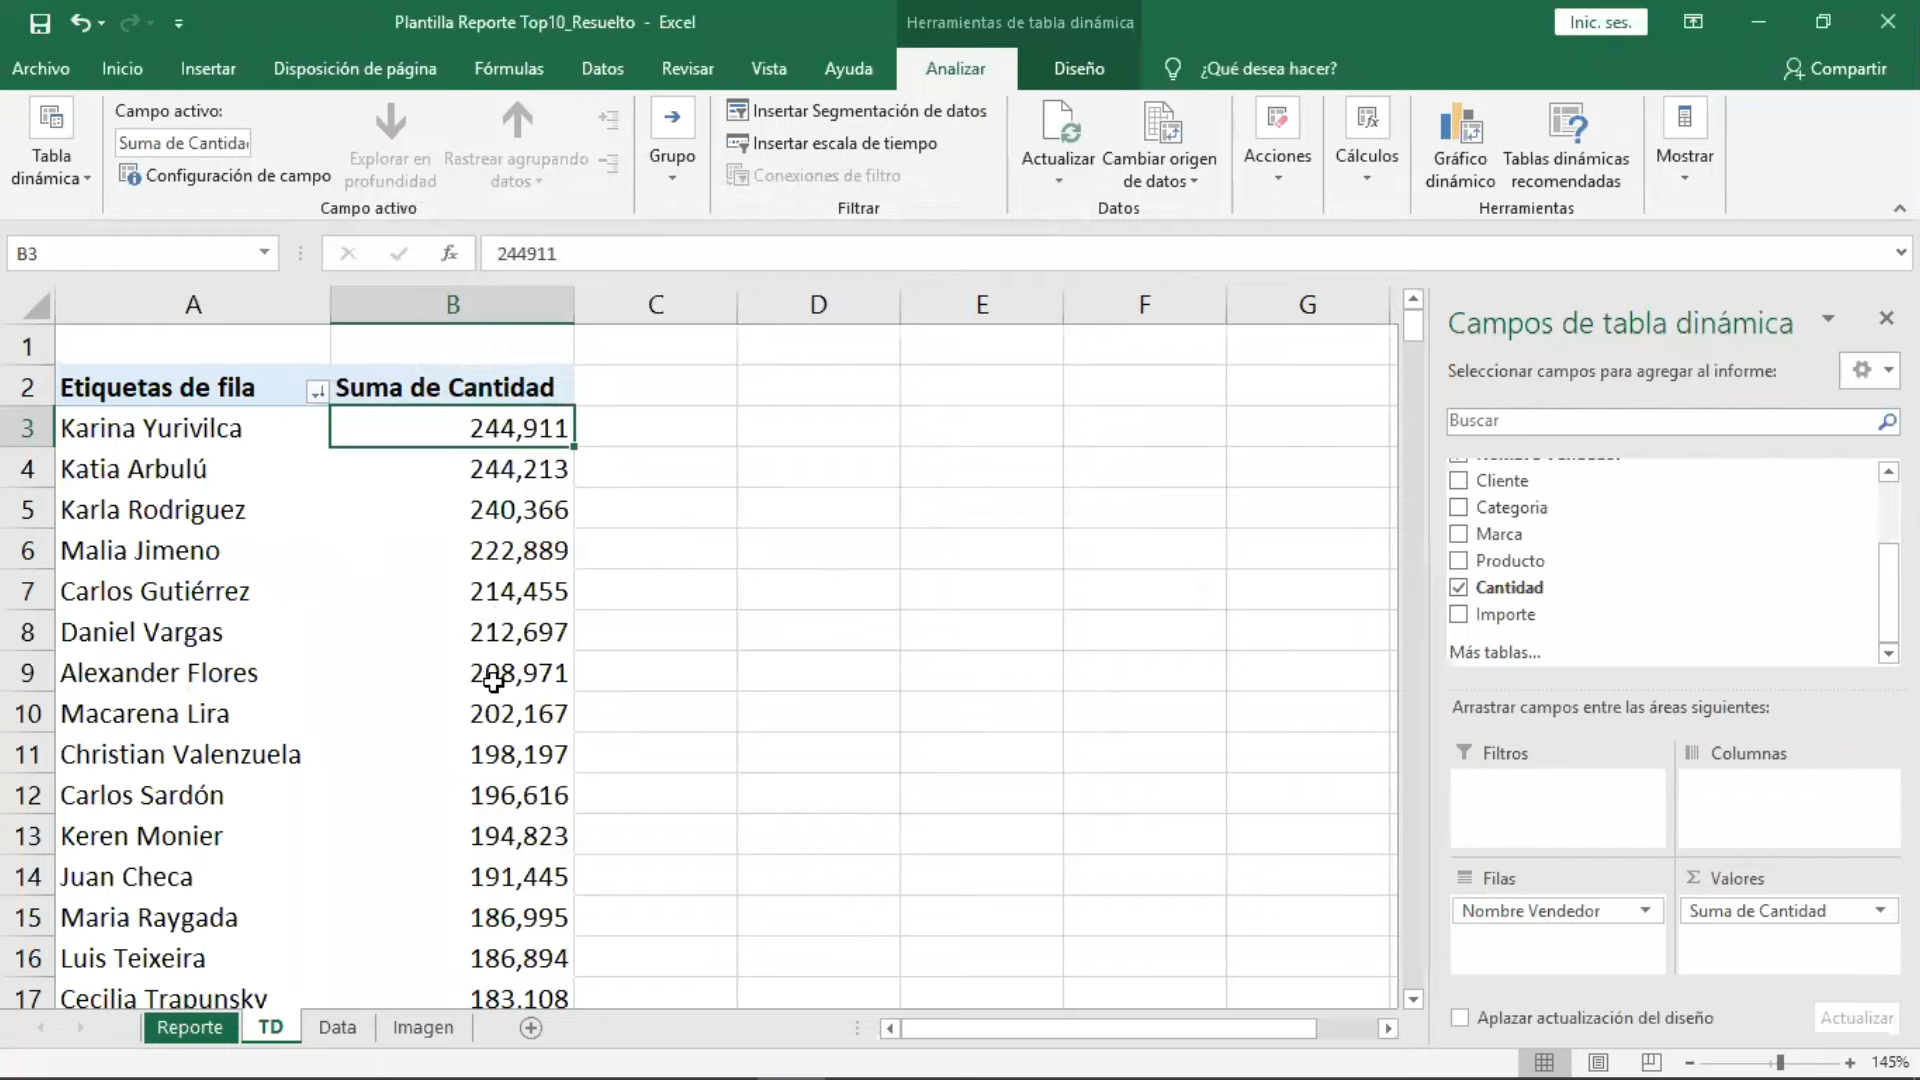 Plantilla Reporte Top10_Resuelto - Excel
Herramientas de tabla dinámica
Inic. ses.
Archivo
Inicio
Insertar
Disposición de página
Fórmulas
Datos
Revisar
Vista
Ayuda
Analizar
Diseño
¿Qué desea hacer?
Compartir
Tabla
dinámica
Campo activo:
Suma de Cantida
Configuración de campo
Explorar en
profundidad
Rastrear agrupando
datos
Campo activo
Grupo
Insertar Segmentación de datos
Insertar escala de tiempo
Conexiones de filtro
Filtrar
Actualizar
Cambiar origen
de datos
Datos
Acciones
Cálculos
Gráfico
dinámico
Tablas dinámicas
recomendadas
Herramientas
Mostrar
B3
fx
244911
A B C D E F G
1
2 Etiquetas de fila Suma de Cantidad
3 Karina Yurivilca 244,911
4 Katia Arbulú 244,213
5 Karla Rodriguez 240,366
6 Malia Jimeno 222,889
7 Carlos Gutiérrez 214,455
8 Daniel Vargas 212,697
9 Alexander Flores 208,971
10 Macarena Lira 202,167
11 Christian Valenzuela 198,197
12 Carlos Sardón 196,616
13 Keren Monier 194,823
14 Juan Checa 191,445
15 Maria Raygada 186,995
16 Luis Teixeira 186,894
17 Cecilia Trapunsky 183,108
Reporte
TD
Data
Imagen
Campos de tabla dinámica
Seleccionar campos para agregar al informe:
Buscar
Cliente
Categoria
Marca
Producto
Cantidad
Importe
Más tablas...
Arrastrar campos entre las áreas siguientes:
Filtros
Columnas
Filas
Σ Valores
Nombre Vendedor
Suma de Cantidad
Aplazar actualización del diseño
Actualizar
145%